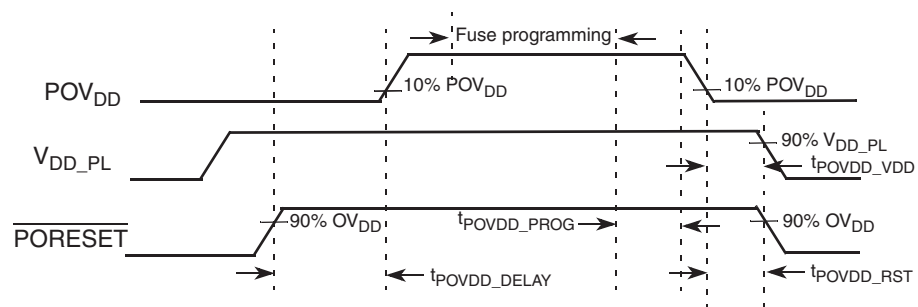 Fuse programming
POV_DD
10% POV_DD
10% POV_DD
V_DD_PL
90% V_DD_PL
t_POVDD_VDD
PORESET
90% OV_DD
t_POVDD_PROG
90% OV_DD
t_POVDD_DELAY
t_POVDD_RST